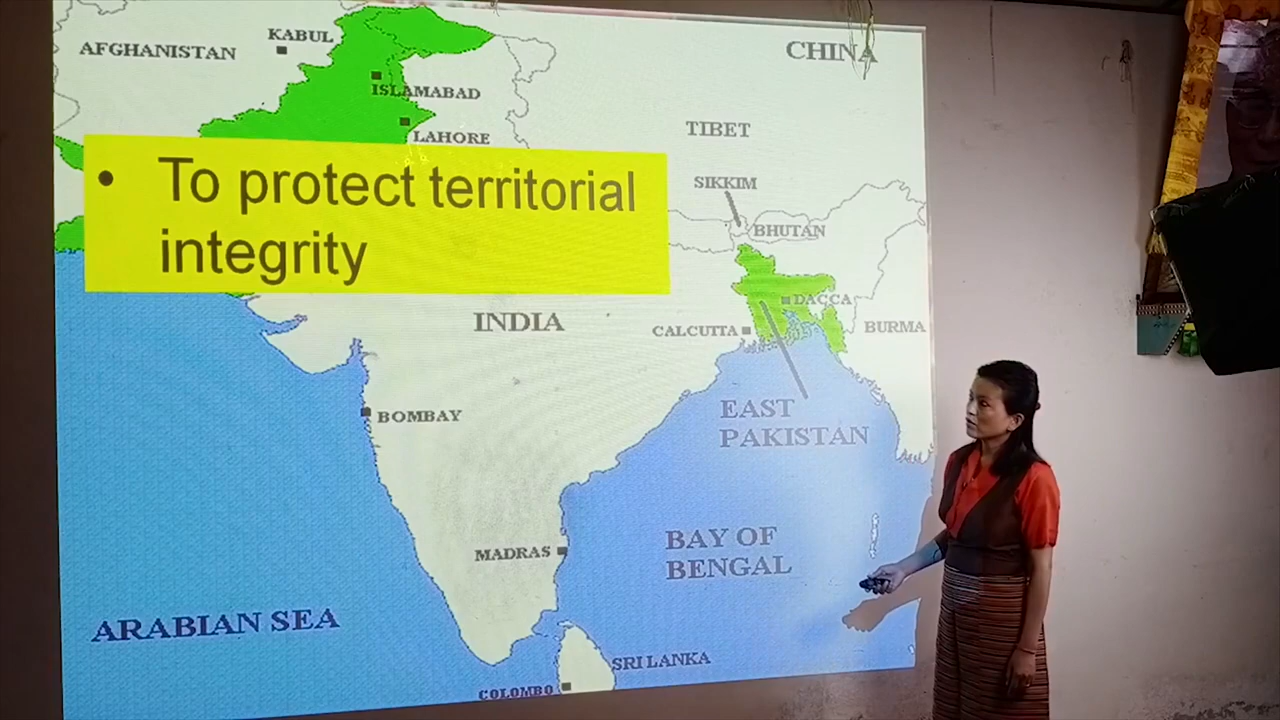 KABUL
AFGHANISTAN
CHINA
ISLAMABAD
LAHORE
TIBET
• To protect territorial
integrity
SIKKIM
BHUTAN
DACCA
INDIA
CALCUTTA
BURMA
EAST
PAKISTAN
BOMBAY
MADRAS
BAY OF
BENGAL
ARABIAN SEA
SRI LANKA
COLOMBO